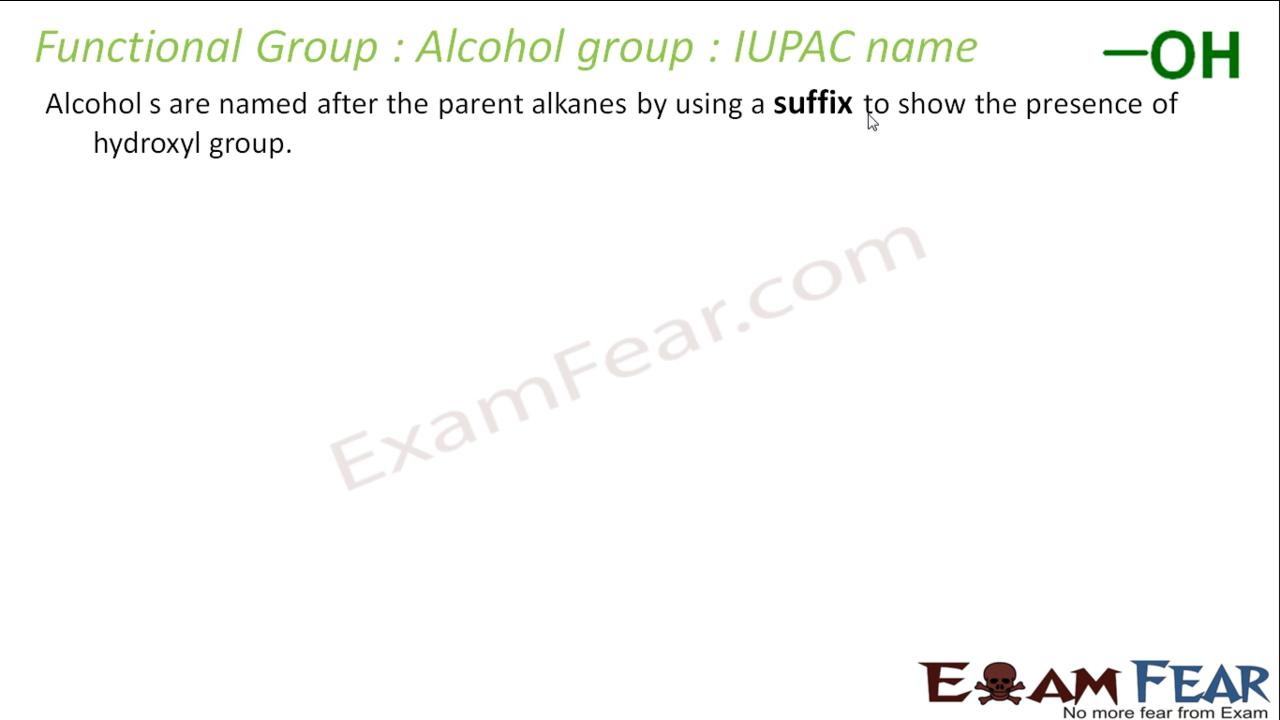 Functional Group : Alcohol group : IUPAC name
—OH
Alcohol s are named after the parent alkanes by using a suffix to show the presence of
hydroxyl group.
ExamFear.com
EXAM FEAR
No more fear from Exam